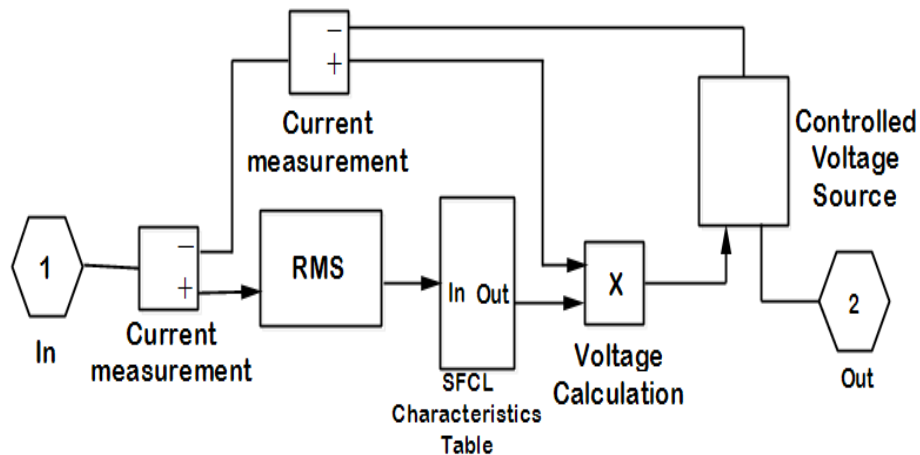 −
+
Current
measurement
Controlled
Voltage
Source
1
In
−
+
Current
measurement
RMS
In Out
SFCL
Characteristics
Table
X
Voltage
Calculation
2
Out